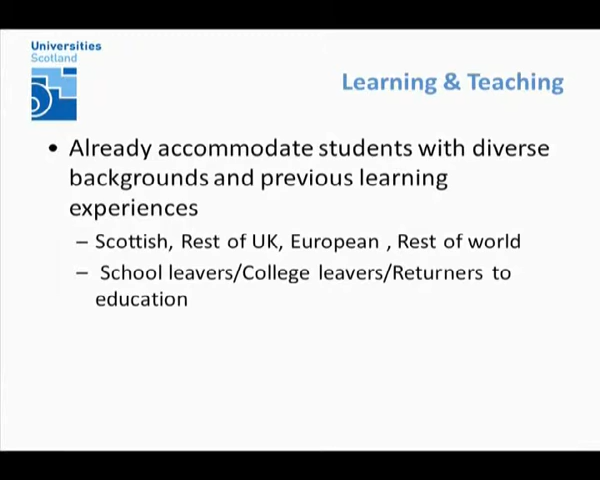 Universities
Scotland
Learning & Teaching
• Already accommodate students with diverse
backgrounds and previous learning
experiences
– Scottish, Rest of UK, European , Rest of world
– School leavers/College leavers/Returners to
education